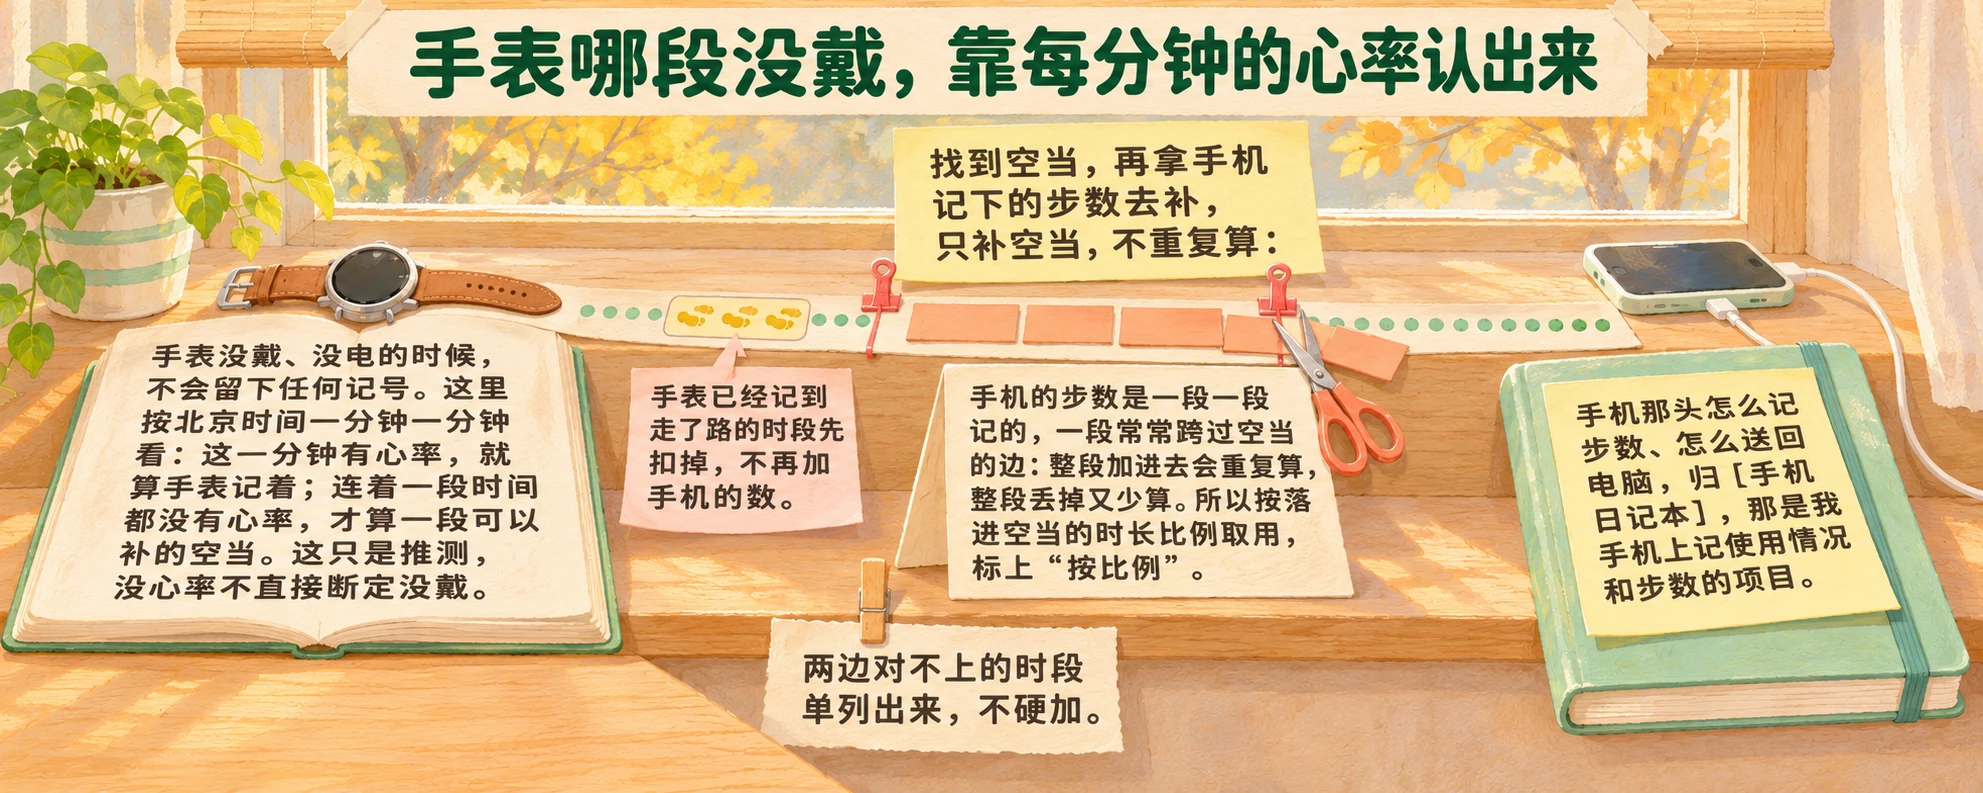 手表哪段没戴，靠每分钟的心率认出来
找到空当，再拿手机
记下的步数去补，
只补空当，不重复算：
手表没戴、没电的时候，
不会留下任何记号。这里
按北京时间一分钟一分钟
看：这一分钟有心率，就
算手表记着；连着一段时间
都没有心率，才算一段可以
补的空当。这只是推测，
没心率不直接断定没戴。
手表已经记到
走了路的时段先
扣掉，不再加
手机的数。
手机的步数是一段一段
记的，一段常常跨过空当
的边：整段加进去会重复算，
整段丢掉又少算。所以按落
进空当的时长比例取用，
标上“按比例”。
手机那头怎么记
步数、怎么送回
电脑，归［手机
日记本］，那是我
手机上记使用情况
和步数的项目。
两边对不上的时段
单列出来，不硬加。